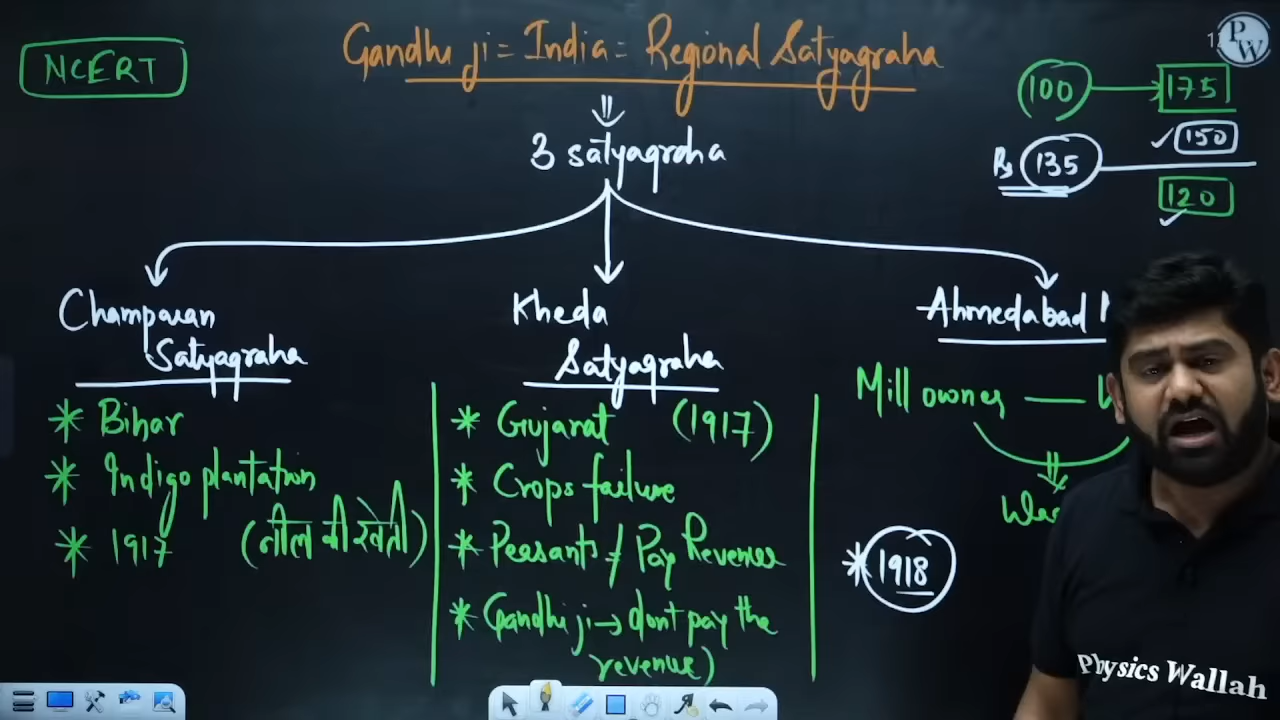 NCERT
Gandhi ji = India = Regional Satyagraha
PW
100 → 175
150
Rs 135
120
3 satyagraha
Champaran
Satyagraha
* Bihar
* Indigo plantation
* 1917 (नील की खेती)
Kheda
Satyagraha
* Gujarat (1917)
* Crops failure
* Peasants ≠ Pay Revenue
* Gandhi ji → dont pay the
revenue)
Ahmedabad
Mill owner —
* 1918
Physics Wallah